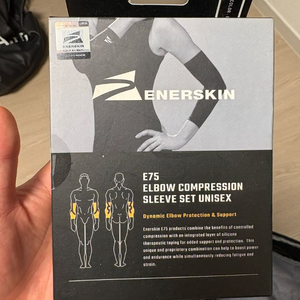 ENERSKIN
E75
ELBOW COMPRESSION
SLEEVE SET UNISEX
Dynamic Elbow Protection & Support
Enerskin E75 products combine the benefits of controlled
compression with an integrated layer of silicone
therapeutic taping for added support and protection. This
unique and proprietary combination can help to boost power
and endurance while simultaneously reducing fatigue and
strain.